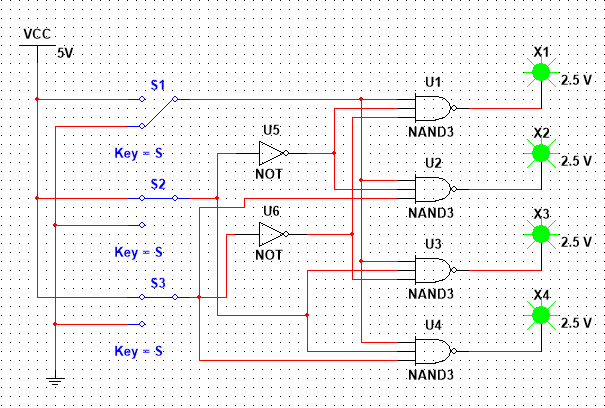 VCC
5V
S1
Key = S
S2
Key = S
S3
Key = S
U5
NOT
U6
NOT
U1
NAND3
U2
NAND3
U3
NAND3
U4
NAND3
X1
2.5 V
X2
2.5 V
X3
2.5 V
X4
2.5 V